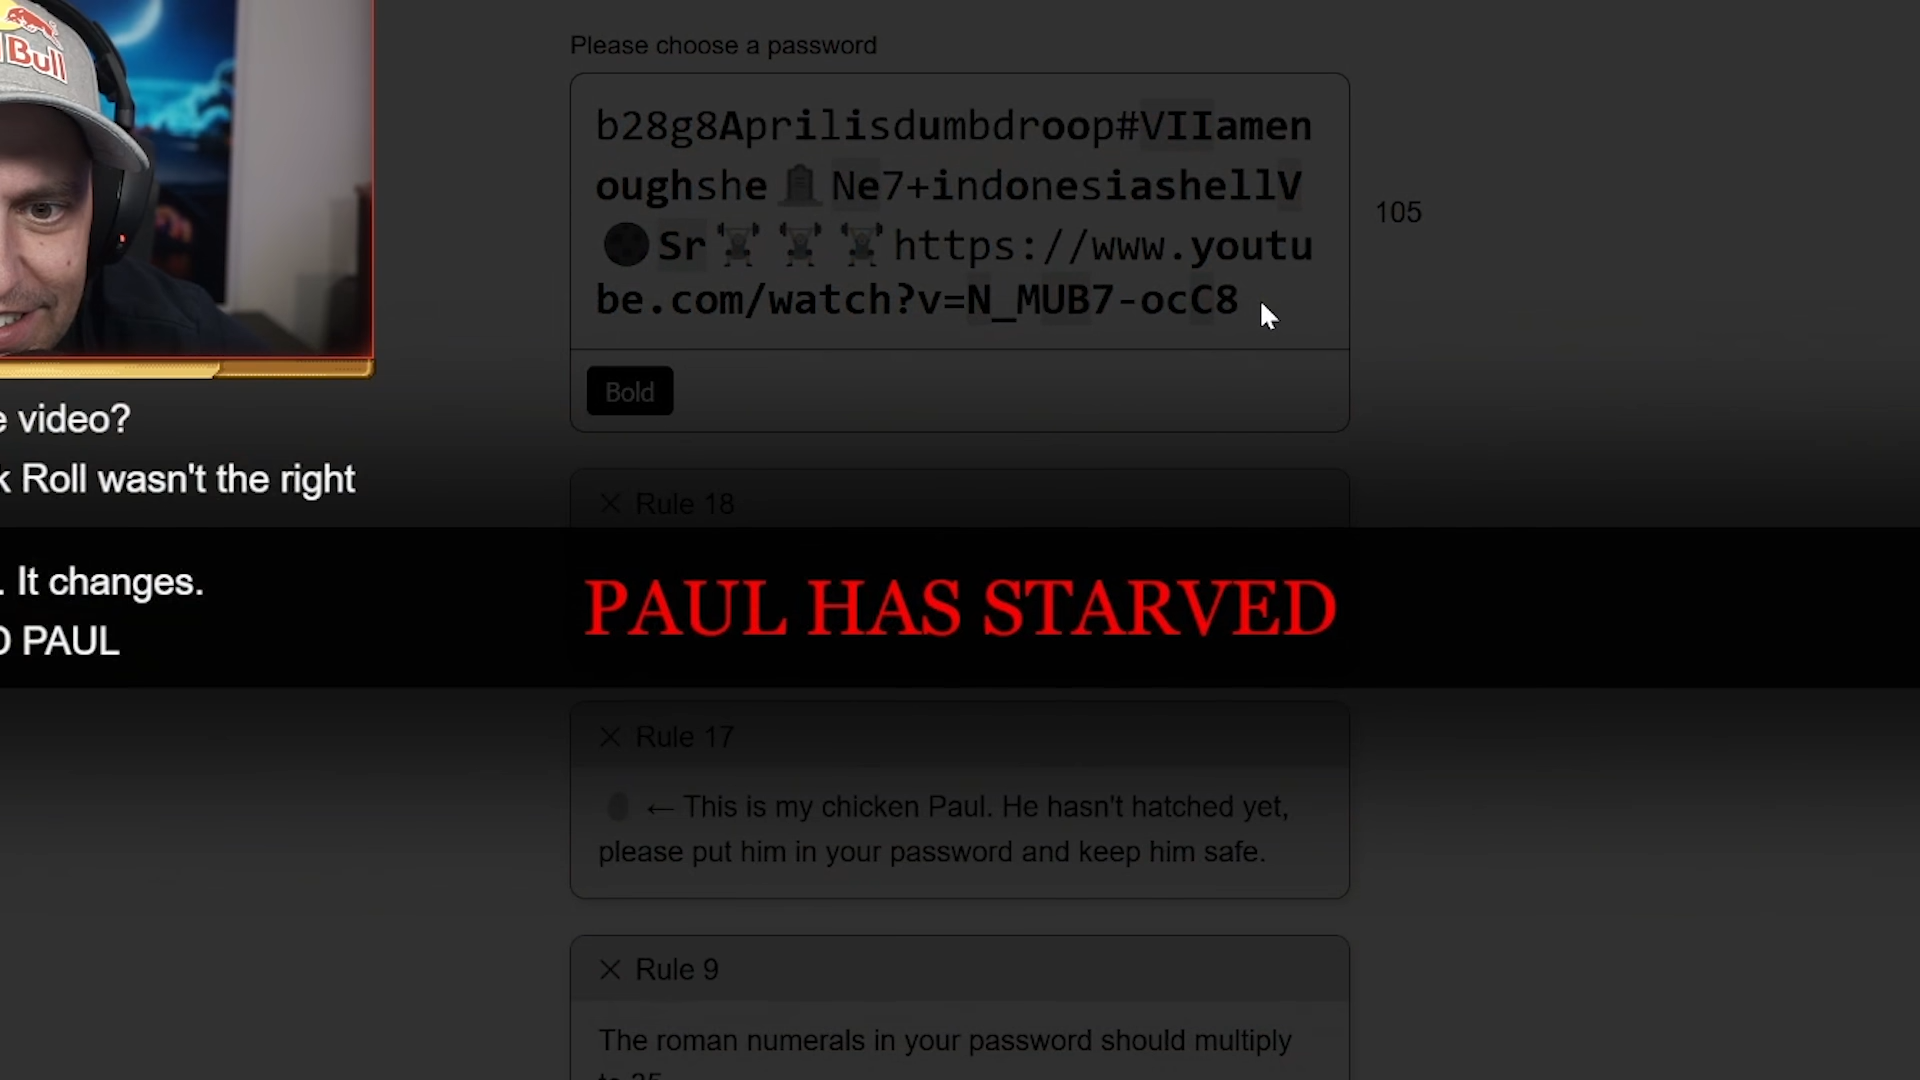 Bull
Please choose a password
b28g8Aprilisdumbdroop#VIIamen
oughshe🪦Ne7+indonesiashellV
🌑Sr🏋️🏋️🏋️https://www.youtu
be.com/watch?v=N_MUB7-ocC8
105
Bold
video?
Roll wasn't the right
. It changes.
PAUL
× Rule 18
PAUL HAS STARVED
× Rule 17
🥚 ← This is my chicken Paul. He hasn't hatched yet,
please put him in your password and keep him safe.
× Rule 9
The roman numerals in your password should multiply
to 35